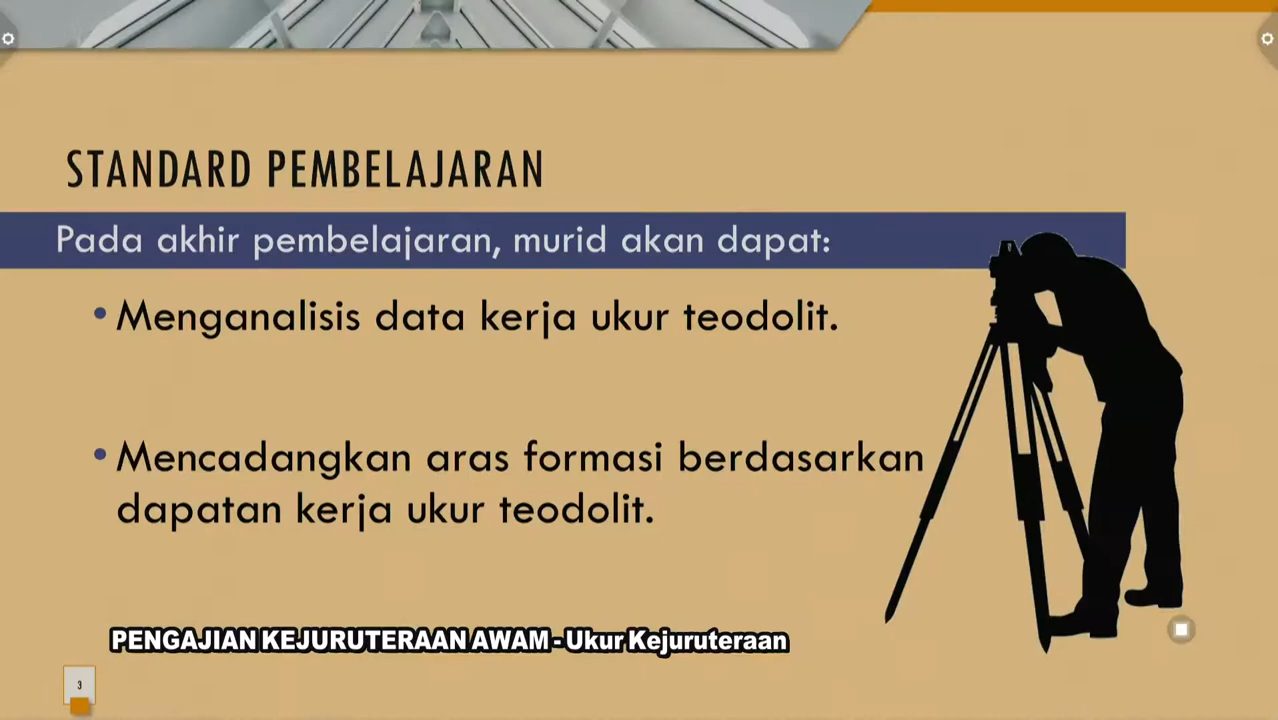 STANDARD PEMBELAJARAN
Pada akhir pembelajaran, murid akan dapat:
• Menganalisis data kerja ukur teodolit.
• Mencadangkan aras formasi berdasarkan
dapatan kerja ukur teodolit.
PENGAJIAN KEJURUTERAAN AWAM - Ukur Kejuruteraan
3